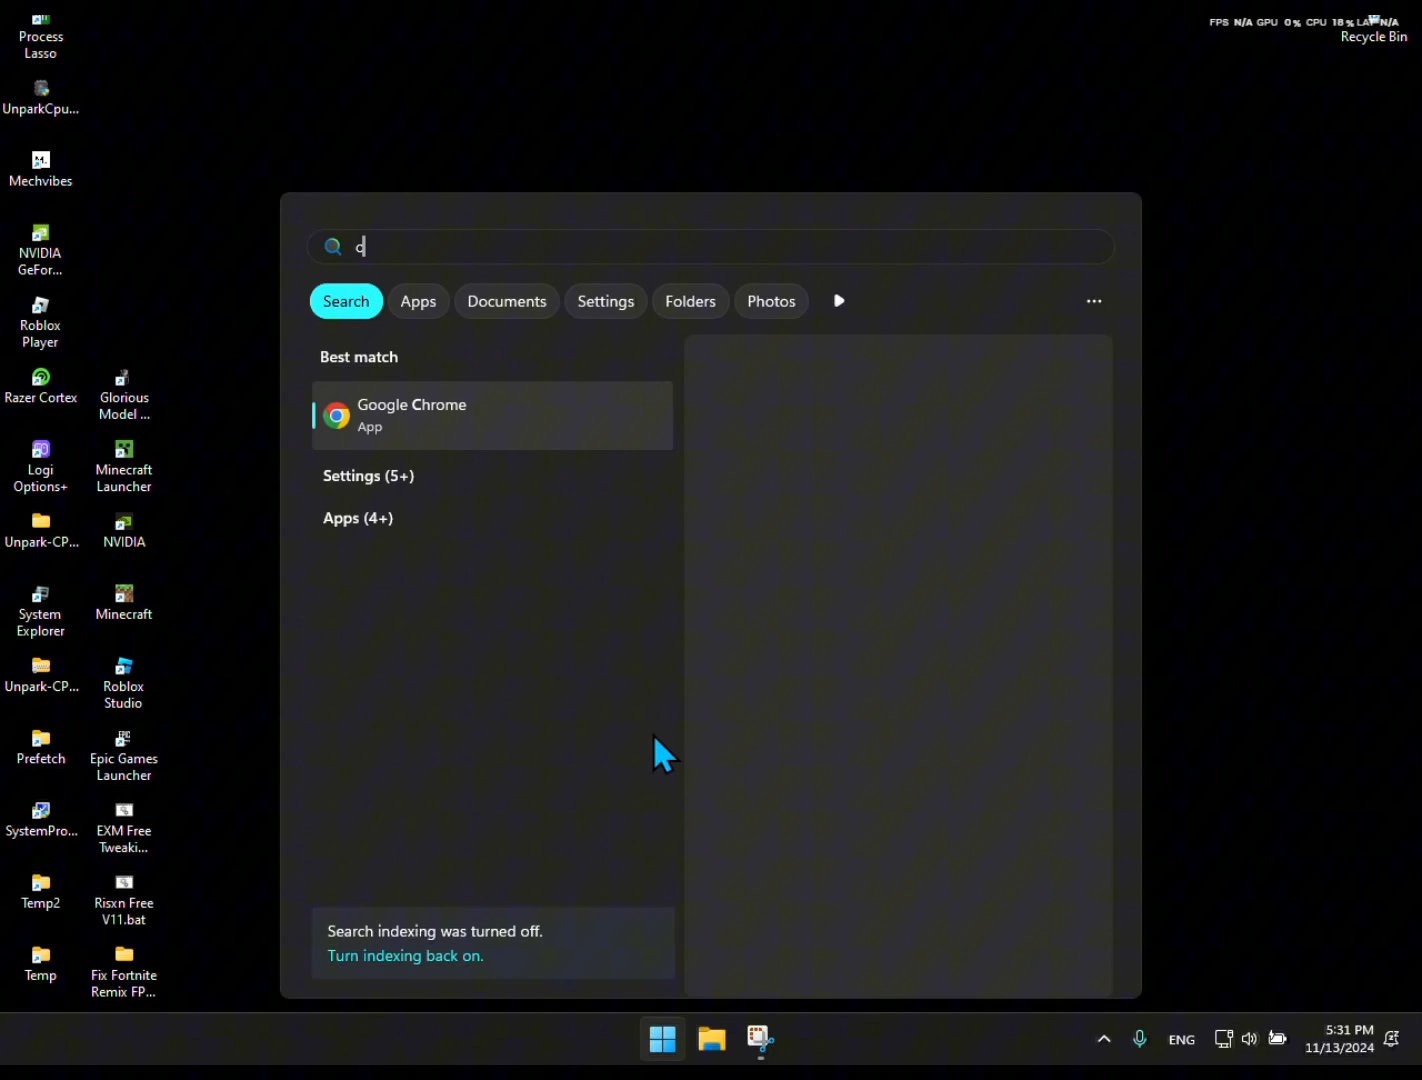 Process
Lasso
UnparkCpu...
Mechvibes
NVIDIA
GeFor...
Roblox
Player
Razer Cortex
Logi
Options+
Unpark-CP...
System
Explorer
Unpark-CP...
Prefetch
SystemPro...
Temp2
Temp
Glorious
Model ...
Minecraft
Launcher
NVIDIA
Minecraft
Roblox
Studio
Epic Games
Launcher
EXM Free
Tweaki...
Risxn Free
V11.bat
Fix Fortnite
Remix FP...
FPS N/A GPU 0% CPU 18% LAT N/A
Recycle Bin
c
Search Apps Documents Settings Folders Photos
Best match
Google Chrome
App
Settings (5+)
Apps (4+)
Search indexing was turned off.
Turn indexing back on.
ENG
5:31 PM
11/13/2024